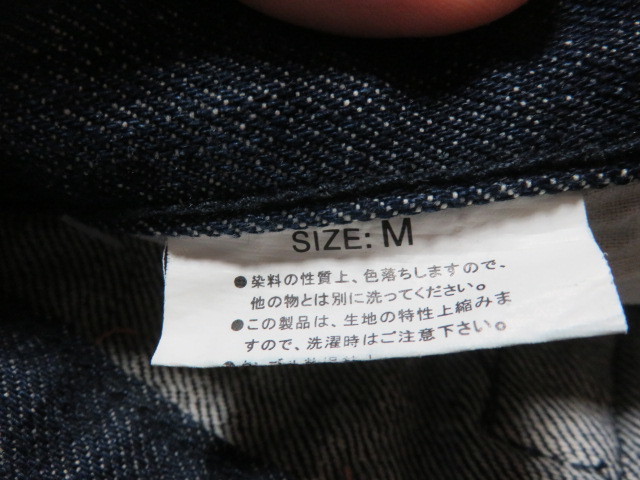 SIZE: M
●染料の性質上、色落ちしますので、
他の物とは別に洗ってください。
●この製品は、生地の特性上縮みま
すので、洗濯時はご注意下さい。